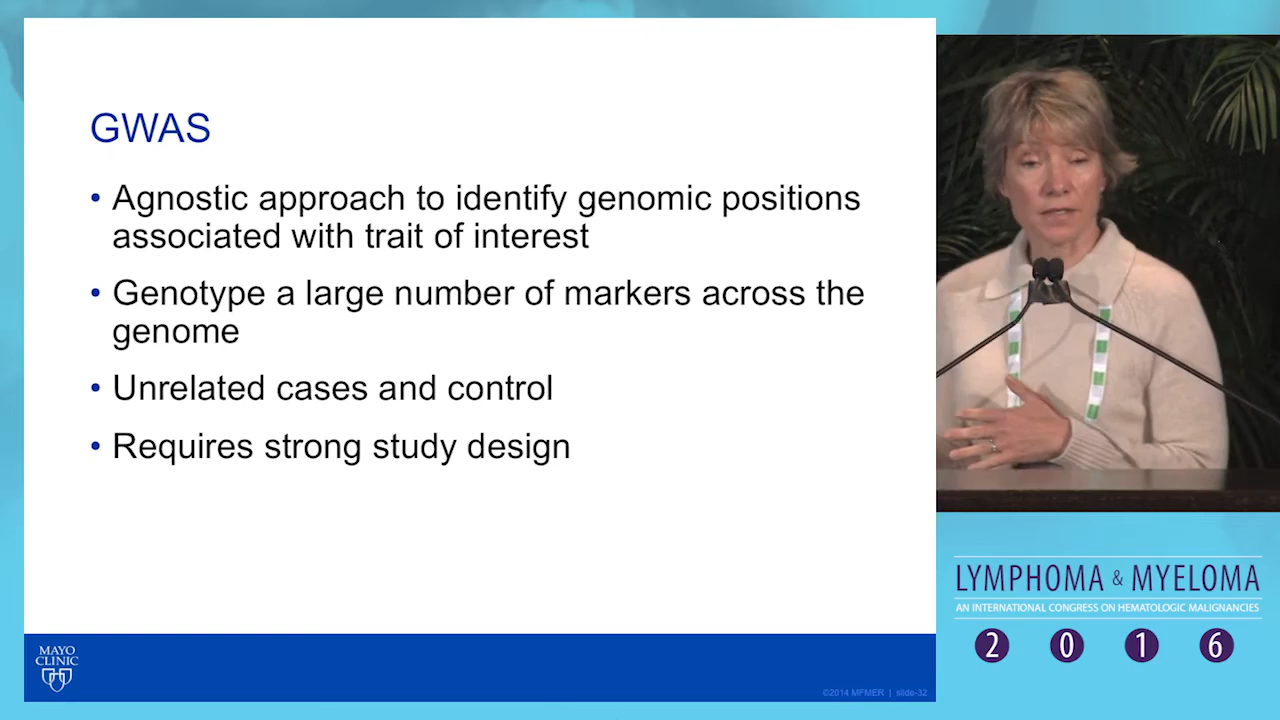 GWAS
• Agnostic approach to identify genomic positions
associated with trait of interest
• Genotype a large number of markers across the
genome
• Unrelated cases and control
• Requires strong study design
MAYO
CLINIC
©2014 MFMER | slide-32
LYMPHOMA & MYELOMA
AN INTERNATIONAL CONGRESS ON HEMATOLOGIC MALIGNANCIES
2 0 1 6